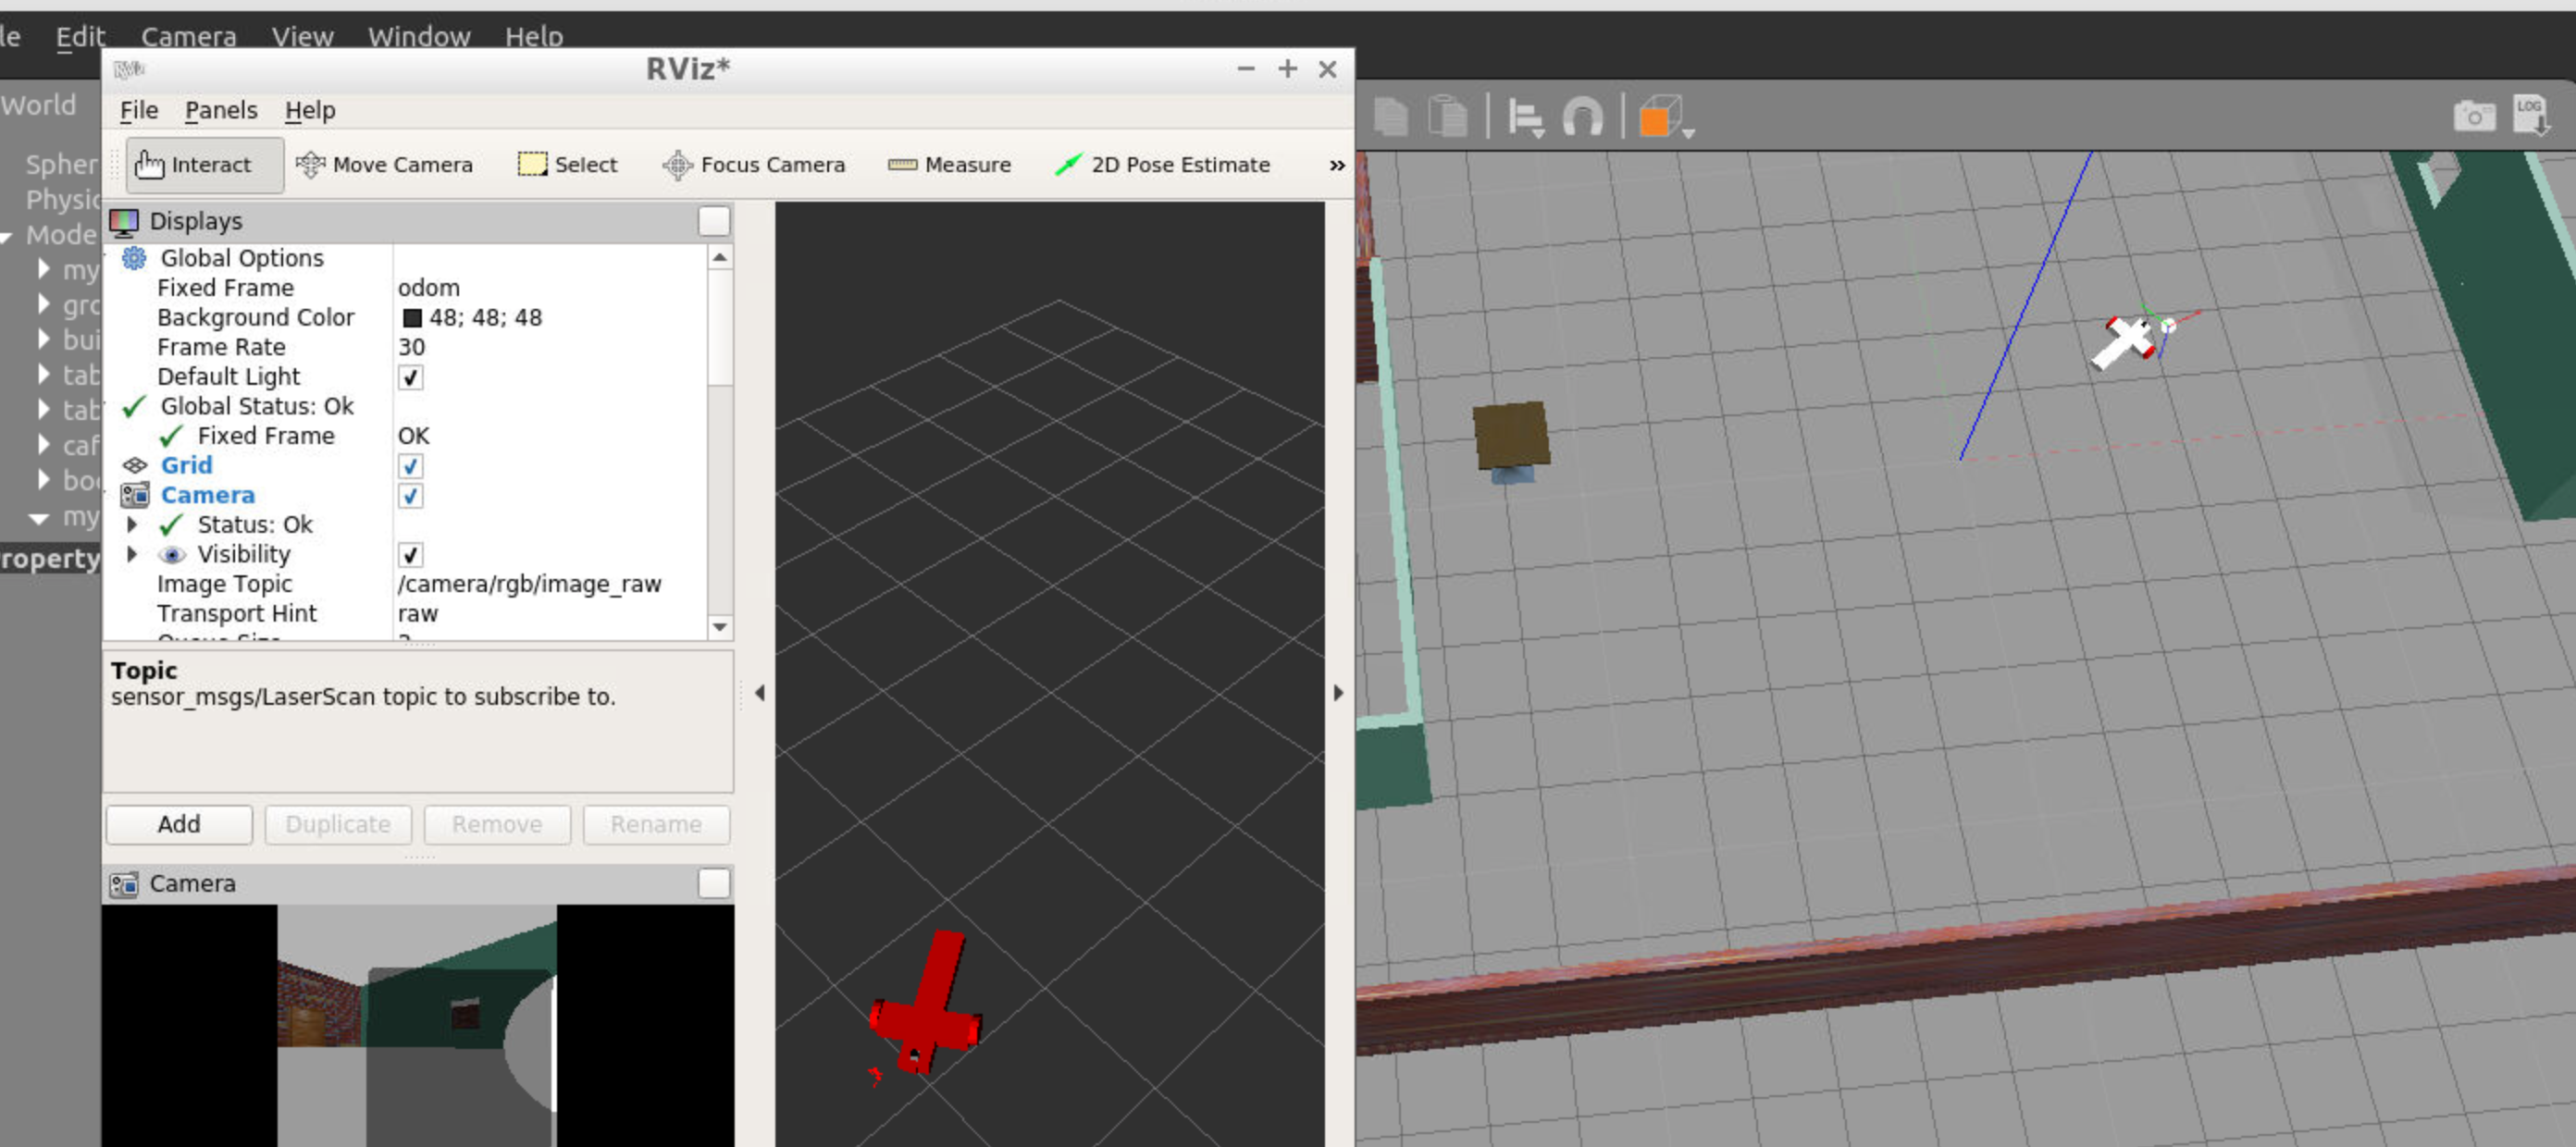 le Edit Camera View Window Help
RViz*
File Panels Help
World
Interact Move Camera Select Focus Camera Measure 2D Pose Estimate »
LOG
Spher
Physic
Mode
my
gro
bui
tab
tab
caf
boo
my
roperty
Displays
Global Options
Fixed Frame odom
Background Color 48; 48; 48
Frame Rate 30
Default Light
Global Status: Ok
Fixed Frame OK
Grid
Camera
Status: Ok
Visibility
Image Topic /camera/rgb/image_raw
Transport Hint raw
Topic
sensor_msgs/LaserScan topic to subscribe to.
Add Duplicate Remove Rename
Camera